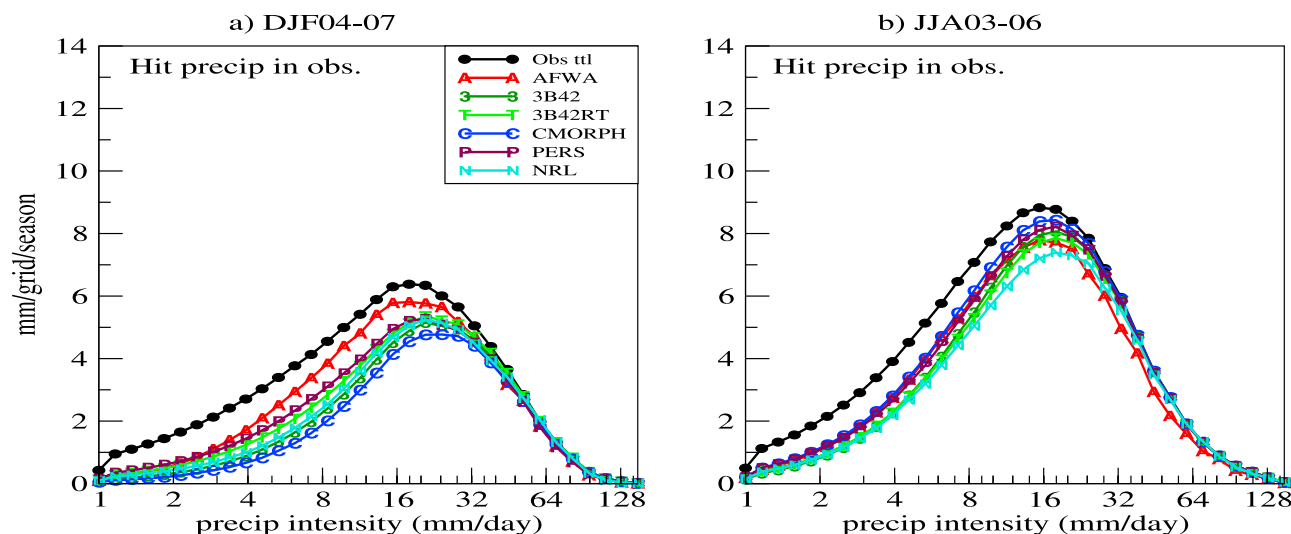 a) DJF04-07
14
12
10
8
6
4
2
0
mm/grid/season
Hit precip in obs.
Obs ttl
AFWA
3B42
3B42RT
CMORPH
PERS
NRL
1 2 4 8 16 32 64 128
precip intensity (mm/day)
b) JJA03-06
14
12
10
8
6
4
2
0
Hit precip in obs.
1 2 4 8 16 32 64 128
precip intensity (mm/day)